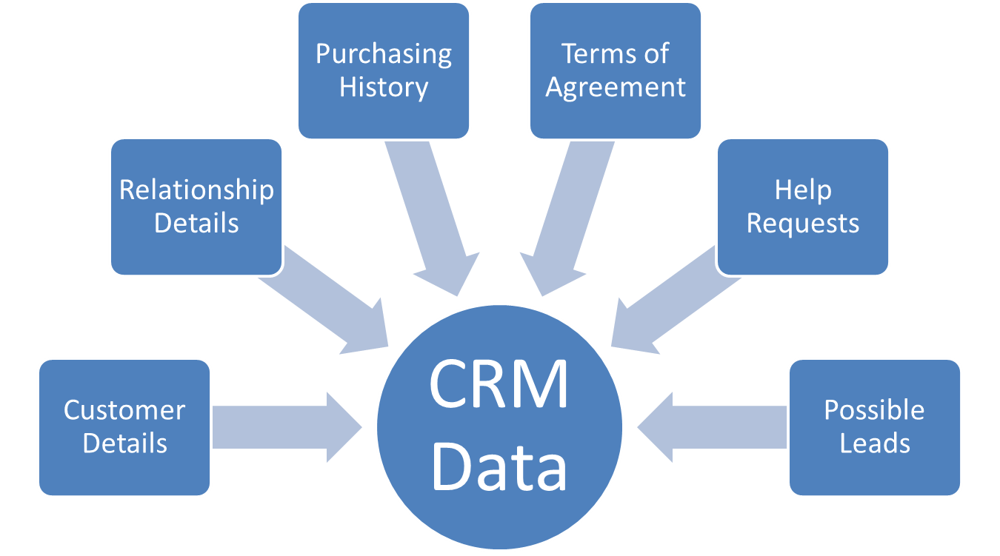 Purchasing
History
Terms of
Agreement
Relationship
Details
Help
Requests
Customer
Details
CRM
Data
Possible
Leads